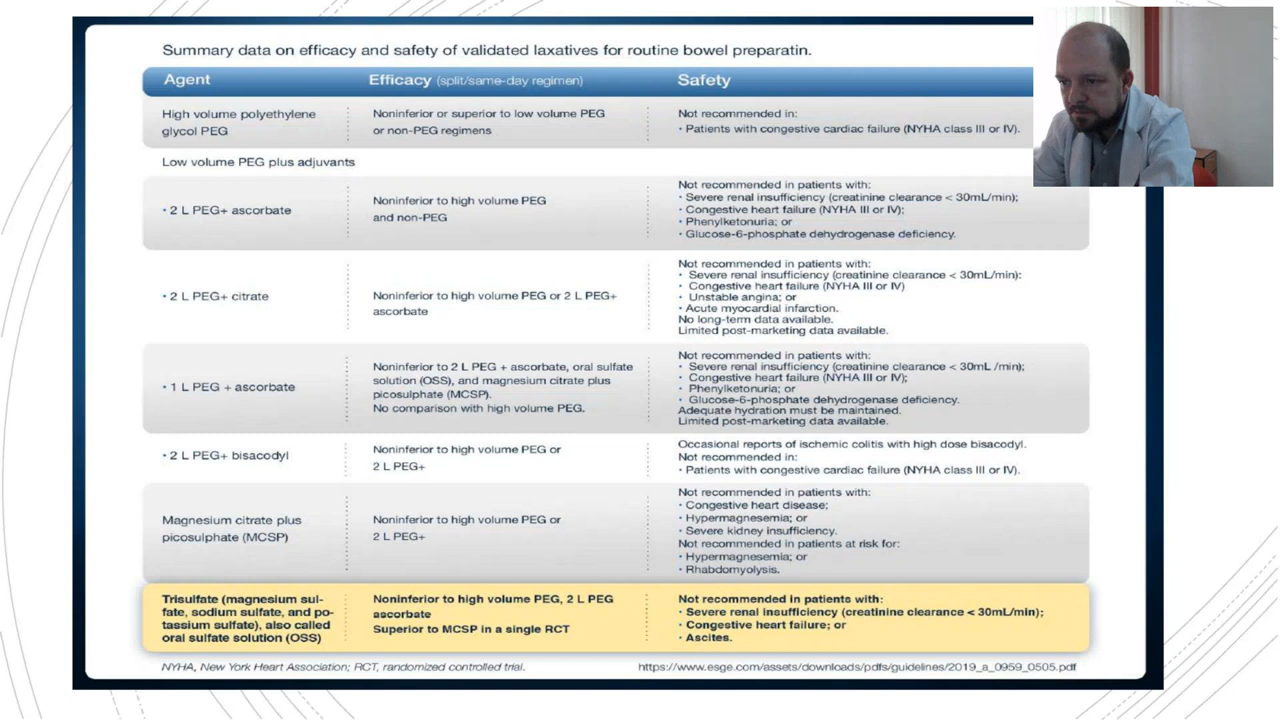 Summary data on efficacy and safety of validated laxatives for routine bowel preparatin.
Agent
Efficacy (split/same-day regimen)
Safety
High volume polyethylene
glycol PEG
Noninferior or superior to low volume PEG
or non-PEG regimens
Not recommended in:
• Patients with congestive cardiac failure (NYHA class III or IV).
Low volume PEG plus adjuvants
• 2 L PEG+ ascorbate
Noninferior to high volume PEG
and non-PEG
Not recommended in patients with:
• Severe renal insufficiency (creatinine clearance < 30mL/min);
• Congestive heart failure (NYHA III or IV);
• Phenylketonuria; or
• Glucose-6-phosphate dehydrogenase deficiency.
• 2 L PEG+ citrate
Noninferior to high volume PEG or 2 L PEG+
ascorbate
Not recommended in patients with:
• Severe renal insufficiency (creatinine clearance < 30mL/min):
• Congestive heart failure (NYHA III or IV)
• Unstable angina; or
• Acute myocardial infarction.
No long-term data available.
Limited post-marketing data available.
• 1 L PEG + ascorbate
Noninferior to 2 L PEG + ascorbate, oral sulfate
solution (OSS), and magnesium citrate plus
picosulphate (MCSP).
No comparison with high volume PEG.
Not recommended in patients with:
• Severe renal insufficiency (creatinine clearance < 30mL /min);
• Congestive heart failure (NYHA III or IV);
• Phenylketonuria; or
• Glucose-6-phosphate dehydrogenase deficiency.
Adequate hydration must be maintained.
Limited post-marketing data available.
• 2 L PEG+ bisacodyl
Noninferior to high volume PEG or
2 L PEG+
Occasional reports of ischemic colitis with high dose bisacodyl.
Not recommended in:
• Patients with congestive cardiac failure (NYHA class III or IV).
Magnesium citrate plus
picosulphate (MCSP)
Noninferior to high volume PEG or
2 L PEG+
Not recommended in patients with:
• Congestive heart disease;
• Hypermagnesemia; or
• Severe kidney insufficiency.
Not recommended in patients at risk for:
• Hypermagnesemia; or
• Rhabdomyolysis.
Trisulfate (magnesium sul-
fate, sodium sulfate, and po-
tassium sulfate), also called
oral sulfate solution (OSS)
Noninferior to high volume PEG, 2 L PEG
ascorbate
Superior to MCSP in a single RCT
Not recommended in patients with:
• Severe renal insufficiency (creatinine clearance < 30mL/min);
• Congestive heart failure; or
• Ascites.
NYHA, New York Heart Association; RCT, randomized controlled trial.
https://www.esge.com/assets/downloads/pdfs/guidelines/2019_a_0959_0505.pdf